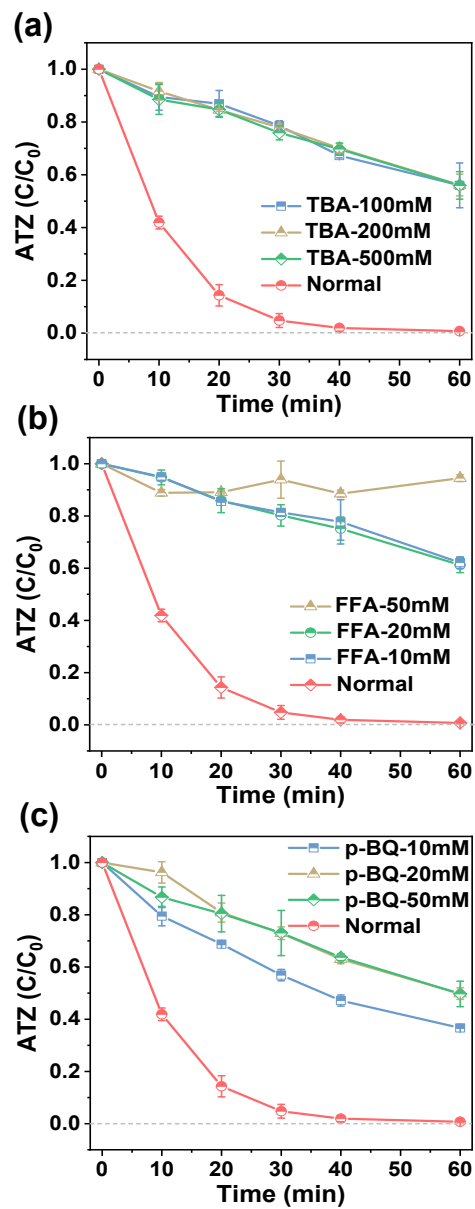 (a)
ATZ (C/C₀)
1.0
0.8
0.6
0.4
0.2
0.0
TBA-100mM
TBA-200mM
TBA-500mM
Normal
0 10 20 30 40 50 60
Time (min)
(b)
ATZ (C/C₀)
1.0
0.8
0.6
0.4
0.2
0.0
FFA-50mM
FFA-20mM
FFA-10mM
Normal
0 10 20 30 40 50 60
Time (min)
(c)
ATZ (C/C₀)
1.0
0.8
0.6
0.4
0.2
0.0
p-BQ-10mM
p-BQ-20mM
p-BQ-50mM
Normal
0 10 20 30 40 50 60
Time (min)